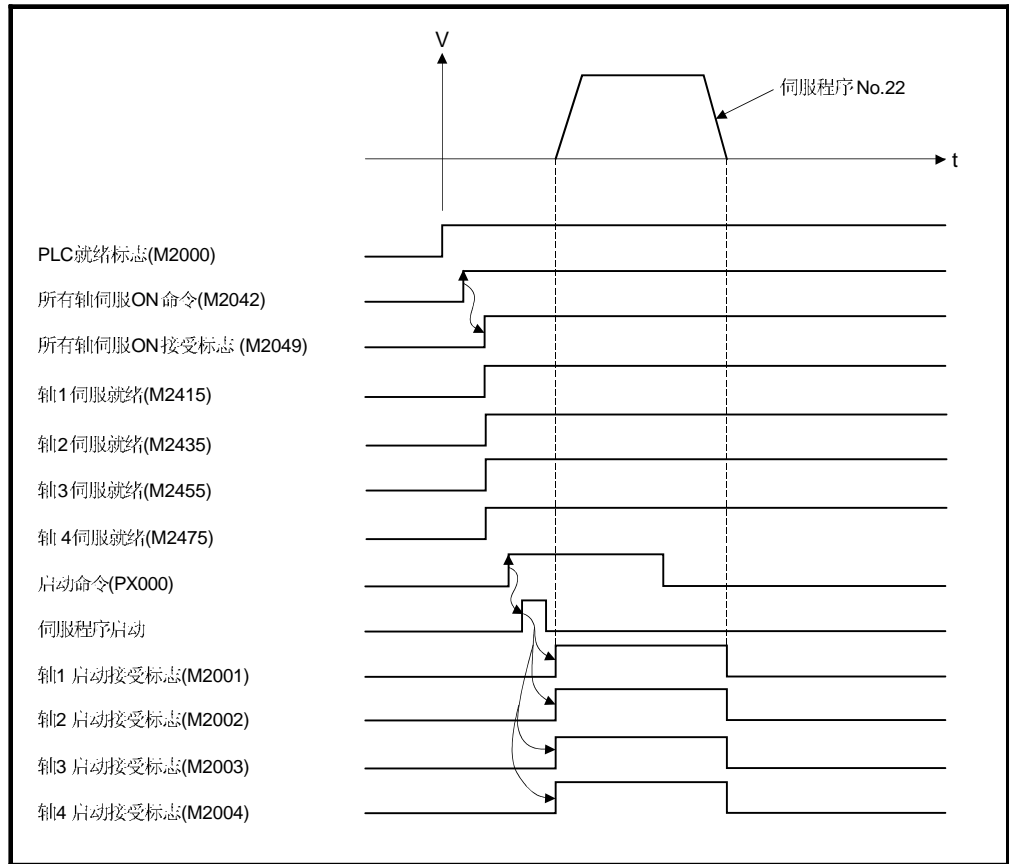 V
伺服程序No.22
t
PLC就绪标志(M2000)
所有轴伺服ON命令(M2042)
所有轴伺服ON接受标志 (M2049)
轴1伺服就绪(M2415)
轴2伺服就绪(M2435)
轴3伺服就绪(M2455)
轴4伺服就绪(M2475)
启动命令(PX000)
伺服程序启动
轴1 启动接受标志(M2001)
轴2 启动接受标志(M2002)
轴3 启动接受标志(M2003)
轴4 启动接受标志(M2004)